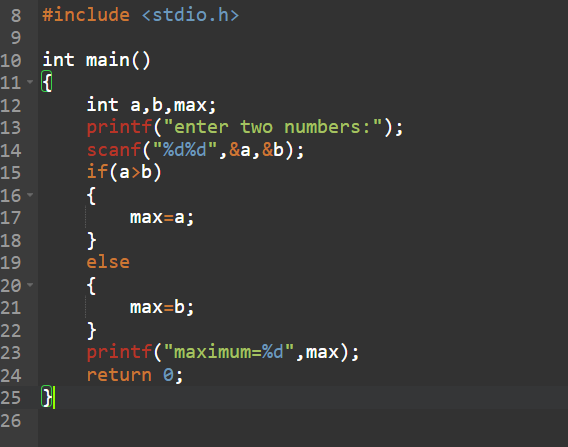 8 #include <stdio.h>
9
10 int main()
11 {
12     int a,b,max;
13     printf("enter two numbers:");
14     scanf("%d%d",&a,&b);
15     if(a>b)
16     {
17         max=a;
18     }
19     else
20     {
21         max=b;
22     }
23     printf("maximum=%d",max);
24     return 0;
25 }
26